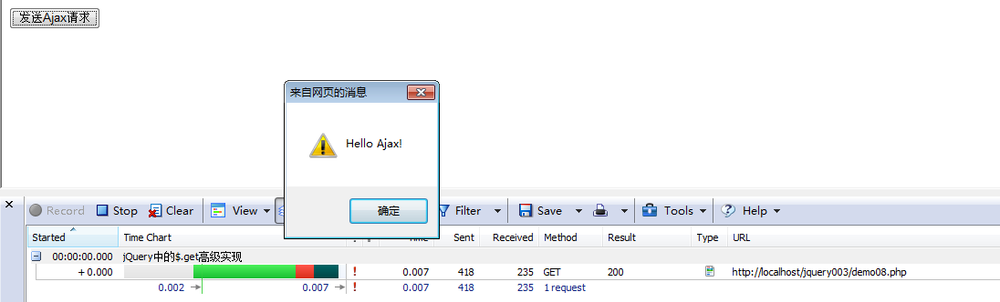 发送Ajax请求
来自网页的消息
Hello Ajax!
确定
Record Stop Clear View Filter Save Tools Help
Started Time Chart Sent Received Method Result Type URL
00:00:00.000 jQuery中的$.get高级实现
+ 0.000 ! 0.007 418 235 GET 200 http://localhost/jquery003/demo08.php
0.002 0.007 ! 0.007 418 235 1 request